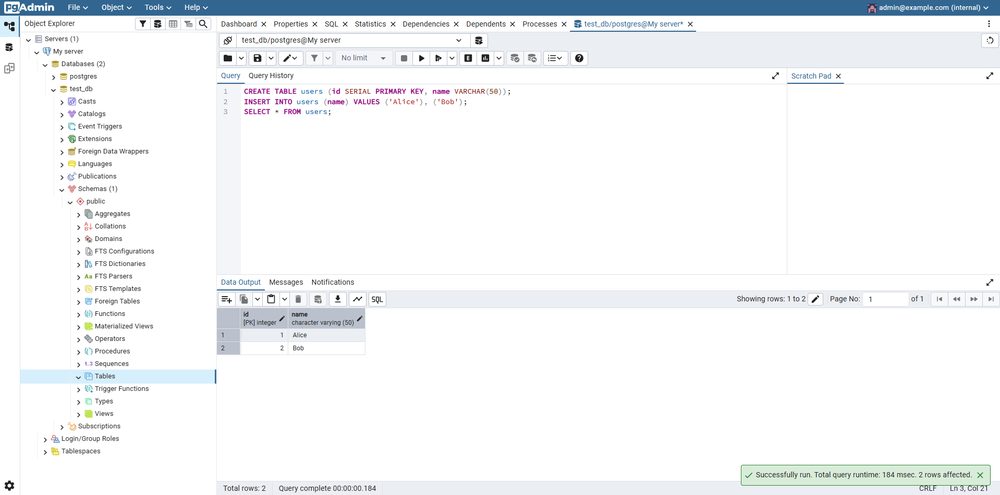 pgAdmin File Object Tools Help admin@example.com (internal)
Object Explorer
Dashboard Properties SQL Statistics Dependencies Dependents Processes test_db/postgres@My server*
Servers (1)
My server
Databases (2)
postgres
test_db
Casts
Catalogs
Event Triggers
Extensions
Foreign Data Wrappers
Languages
Publications
Schemas (1)
public
Aggregates
Collations
Domains
FTS Configurations
FTS Dictionaries
Aa FTS Parsers
FTS Templates
Foreign Tables
Functions
Materialized Views
Operators
Procedures
1..3 Sequences
Tables
Trigger Functions
Types
Views
Subscriptions
Login/Group Roles
Tablespaces
test_db/postgres@My server
No limit
E
Query Query History
Scratch Pad
1 CREATE TABLE users (id SERIAL PRIMARY KEY, name VARCHAR(50));
2 INSERT INTO users (name) VALUES ('Alice'), ('Bob');
3 SELECT * FROM users;
Data Output Messages Notifications
SQL Showing rows: 1 to 2 Page No: 1 of 1
id name
[PK] integer character varying (50)
1 1 Alice
2 2 Bob
Successfully run. Total query runtime: 184 msec. 2 rows affected.
Total rows: 2 Query complete 00:00:00.184 CRLF Ln 3, Col 21